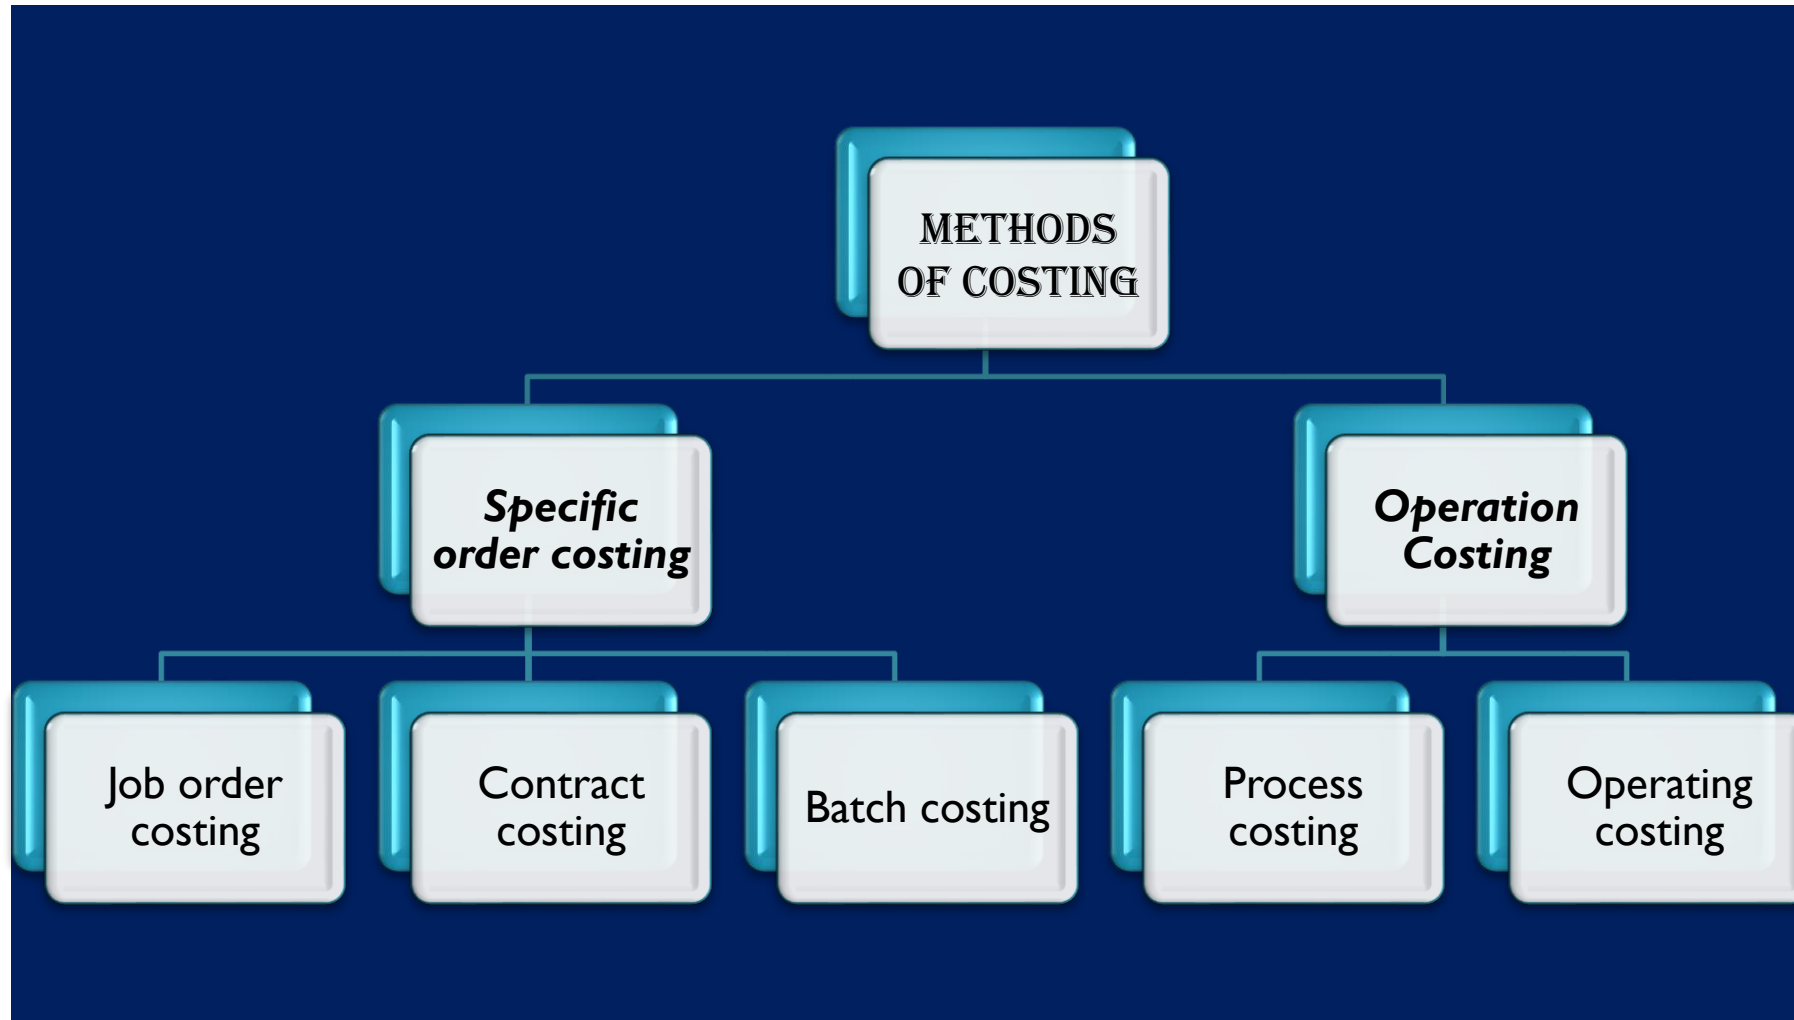 METHODS
OF COSTING
Specific
order costing
Operation
Costing
Job order
costing
Contract
costing
Batch costing
Process
costing
Operating
costing